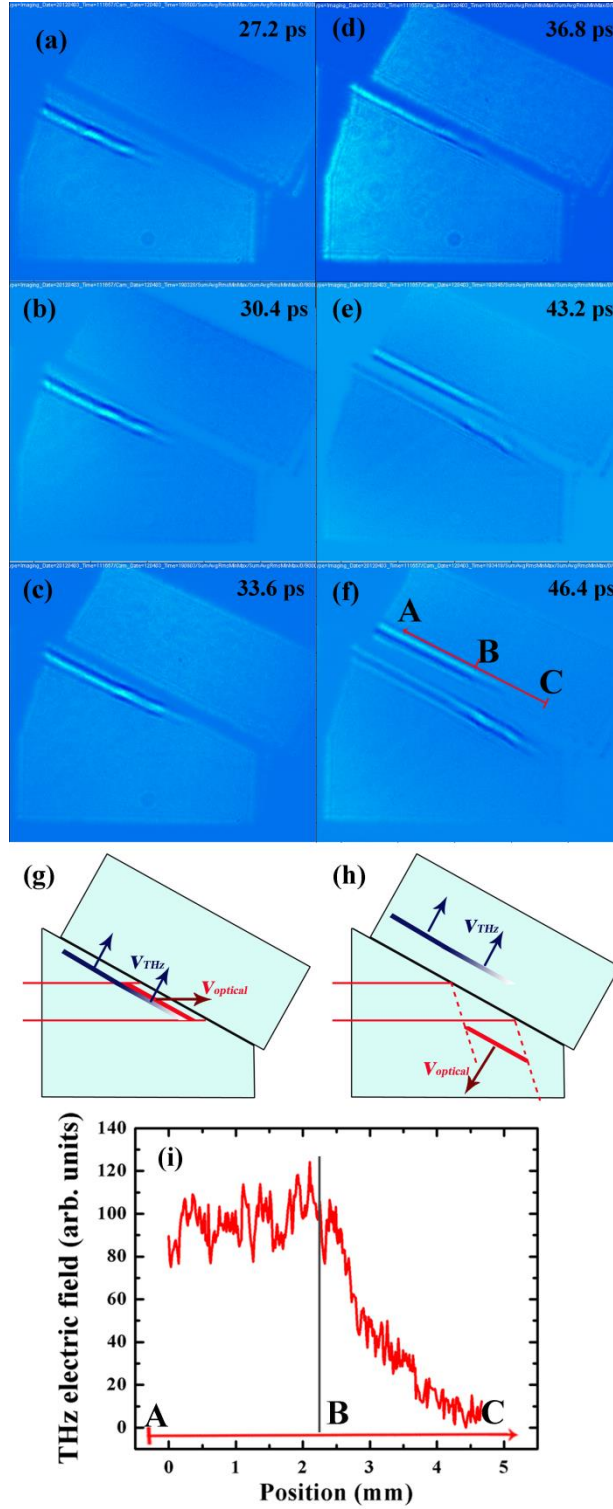 (a)
27.2 ps
(d)
36.8 ps
(b)
30.4 ps
(e)
43.2 ps
(c)
33.6 ps
(f)
46.4 ps
A
B
C
(g)
vTHz
voptical
(h)
vTHz
voptical
(i)
THz electric field (arb. units)
140
120
100
80
60
40
20
0
A
B
C
0
1
2
3
4
5
Position (mm)